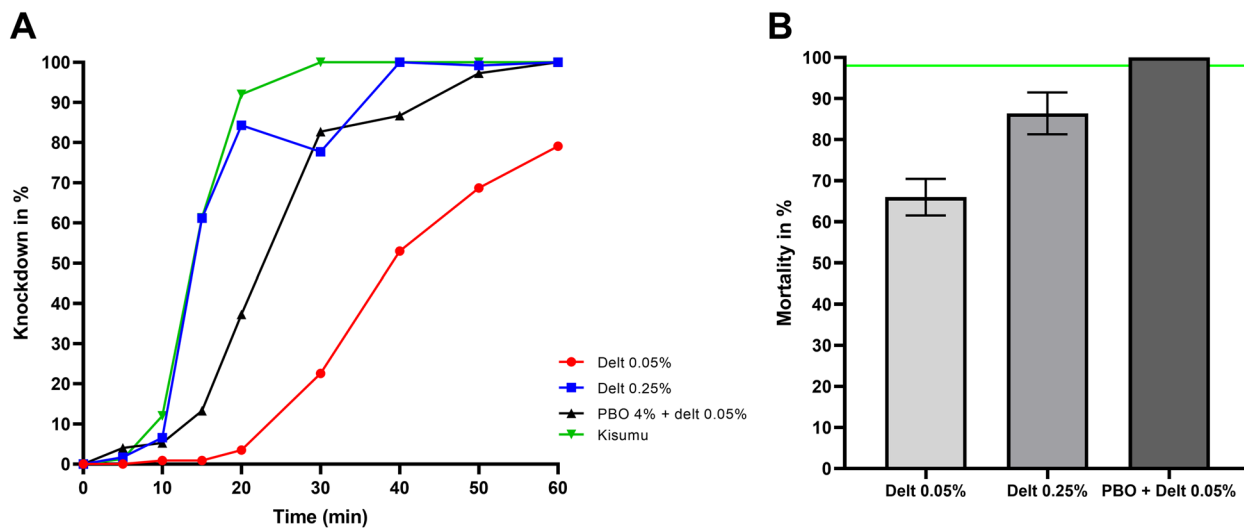 A
Knockdown in %
100
90
80
70
60
50
40
30
20
10
0
0 10 20 30 40 50 60
Time (min)
Delt 0.05%
Delt 0.25%
PBO 4% + delt 0.05%
Kisumu
B
Mortality in %
100
90
80
70
60
50
40
30
20
10
0
Delt 0.05% Delt 0.25% PBO + Delt 0.05%